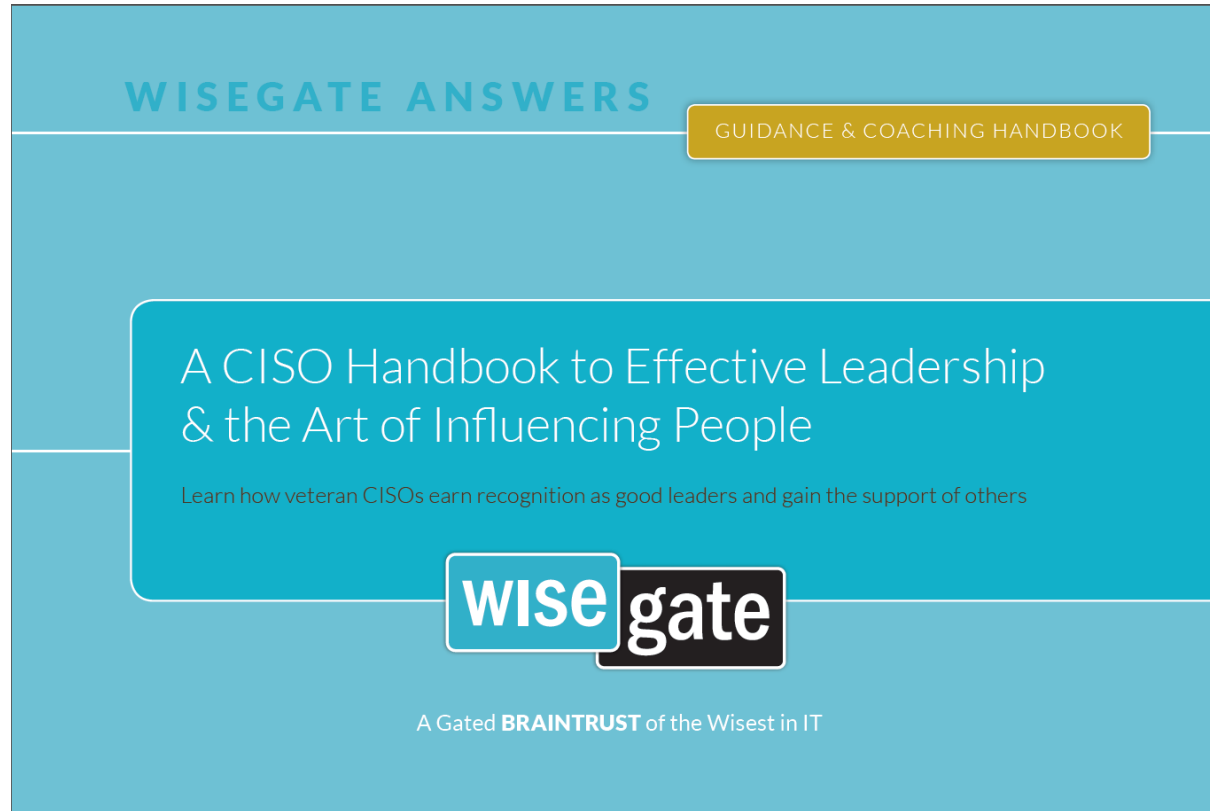 WISEGATE ANSWERS
GUIDANCE & COACHING HANDBOOK
A CISO Handbook to Effective Leadership
& the Art of Influencing People
Learn how veteran CISOs earn recognition as good leaders and gain the support of others
wise gate
A Gated BRAINTRUST of the Wisest in IT